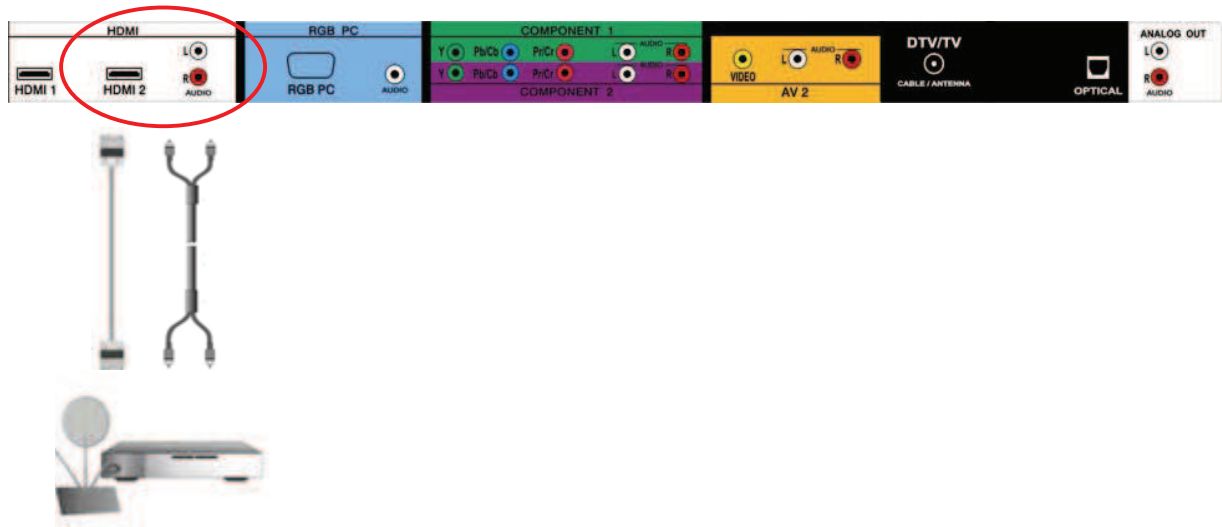 HDMI
HDMI 1
HDMI 2
L
R
AUDIO
RGB PC
RGB PC
AUDIO
COMPONENT 1
Y Pb/Cb Pr/Cr L AUDIO R
Y Pb/Cb Pr/Cr L AUDIO R
COMPONENT 2
VIDEO L AUDIO R
AV 2
DTV/TV
CABLE / ANTENNA
OPTICAL
ANALOG OUT
L
R
AUDIO